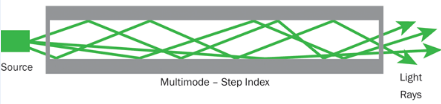 Source
Multimode – Step Index
Light
Rays